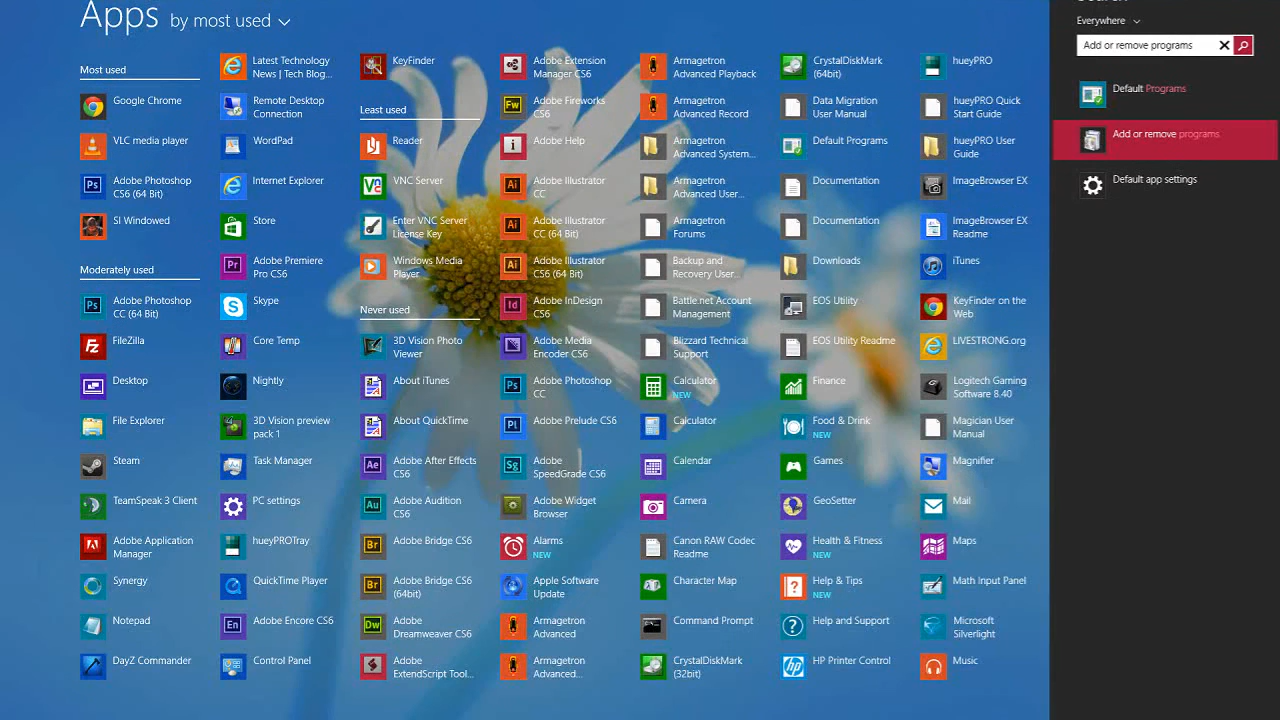 Apps by most used
Most used
Google Chrome
VLC media player
Adobe Photoshop
CS6 (64 Bit)
SI Windowed
Moderately used
Adobe Photoshop
CC (64 Bit)
FileZilla
Desktop
File Explorer
Steam
TeamSpeak 3 Client
Adobe Application
Manager
Synergy
Notepad
DayZ Commander
Latest Technology
News | Tech Blog...
Remote Desktop
Connection
WordPad
Internet Explorer
Store
Adobe Premiere
Pro CS6
Skype
Core Temp
Nightly
3D Vision preview
pack 1
Task Manager
PC settings
hueyPROTray
QuickTime Player
Adobe Encore CS6
Control Panel
KeyFinder
Least used
Reader
VNC Server
Enter VNC Server
License Key
Windows Media
Player
Never used
3D Vision Photo
Viewer
About iTunes
About QuickTime
Adobe After Effects
CS6
Adobe Audition
CS6
Adobe Bridge CS6
Adobe Bridge CS6
(64bit)
Adobe
Dreamweaver CS6
Adobe
ExtendScript Tool...
Adobe Extension
Manager CS6
Adobe Fireworks
CS6
Adobe Help
Adobe Illustrator
CC
Adobe Illustrator
CC (64 Bit)
Adobe Illustrator
CS6 (64 Bit)
Adobe InDesign
CS6
Adobe Media
Encoder CS6
Adobe Photoshop
CC
Adobe Prelude CS6
Adobe
SpeedGrade CS6
Adobe Widget
Browser
Alarms
NEW
Apple Software
Update
Armagetron
Advanced
Armagetron
Advanced...
Armagetron
Advanced Playback
Armagetron
Advanced Record
Armagetron
Advanced System...
Armagetron
Advanced User...
Armagetron
Forums
Backup and
Recovery User...
Battle.net Account
Management
Blizzard Technical
Support
Calculator
NEW
Calculator
Calendar
Camera
Canon RAW Codec
Readme
Character Map
Command Prompt
CrystalDiskMark
(32bit)
CrystalDiskMark
(64bit)
Data Migration
User Manual
Default Programs
Documentation
Documentation
Downloads
EOS Utility
EOS Utility Readme
Finance
Food & Drink
NEW
Games
GeoSetter
Health & Fitness
NEW
Help & Tips
NEW
Help and Support
HP Printer Control
hueyPRO
hueyPRO Quick
Start Guide
hueyPRO User
Guide
ImageBrowser EX
ImageBrowser EX
Readme
iTunes
KeyFinder on the
Web
LIVESTRONG.org
Logitech Gaming
Software 8.40
Magician User
Manual
Magnifier
Mail
Maps
Math Input Panel
Microsoft
Silverlight
Music
Everywhere
Add or remove programs
Default Programs
Add or remove programs
Default app settings